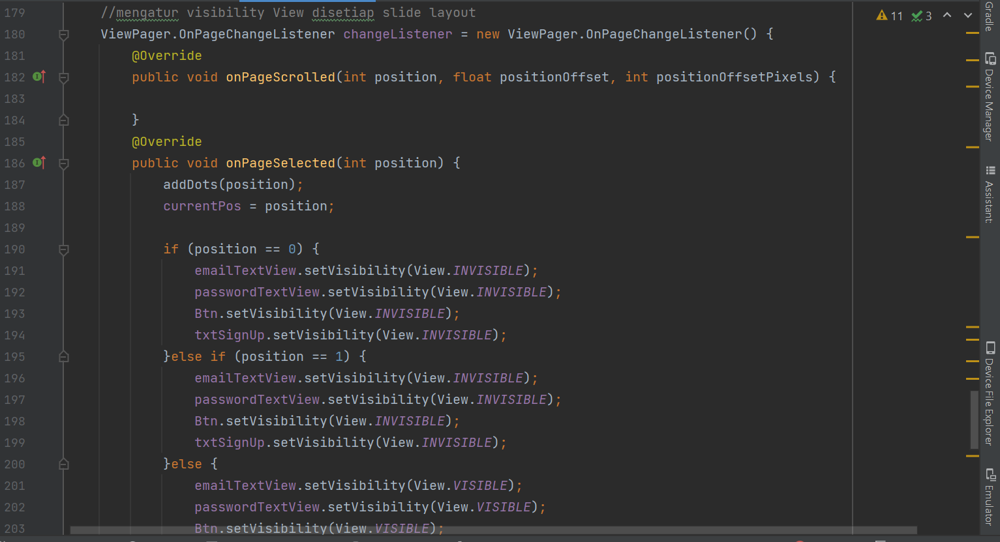 179 //mengatur visibility View disetiap slide layout
180 ViewPager.OnPageChangeListener changeListener = new ViewPager.OnPageChangeListener() {
181 @Override
182 public void onPageScrolled(int position, float positionOffset, int positionOffsetPixels) {
183
184 }
185 @Override
186 public void onPageSelected(int position) {
187 addDots(position);
188 currentPos = position;
189
190 if (position == 0) {
191 emailTextView.setVisibility(View.INVISIBLE);
192 passwordTextView.setVisibility(View.INVISIBLE);
193 Btn.setVisibility(View.INVISIBLE);
194 txtSignUp.setVisibility(View.INVISIBLE);
195 }else if (position == 1) {
196 emailTextView.setVisibility(View.INVISIBLE);
197 passwordTextView.setVisibility(View.INVISIBLE);
198 Btn.setVisibility(View.INVISIBLE);
199 txtSignUp.setVisibility(View.INVISIBLE);
200 }else {
201 emailTextView.setVisibility(View.VISIBLE);
202 passwordTextView.setVisibility(View.VISIBLE);
203 Btn.setVisibility(View.VISIBLE);
11 3
Gradle
Device Manager
Assistant
Device File Explorer
Emulator